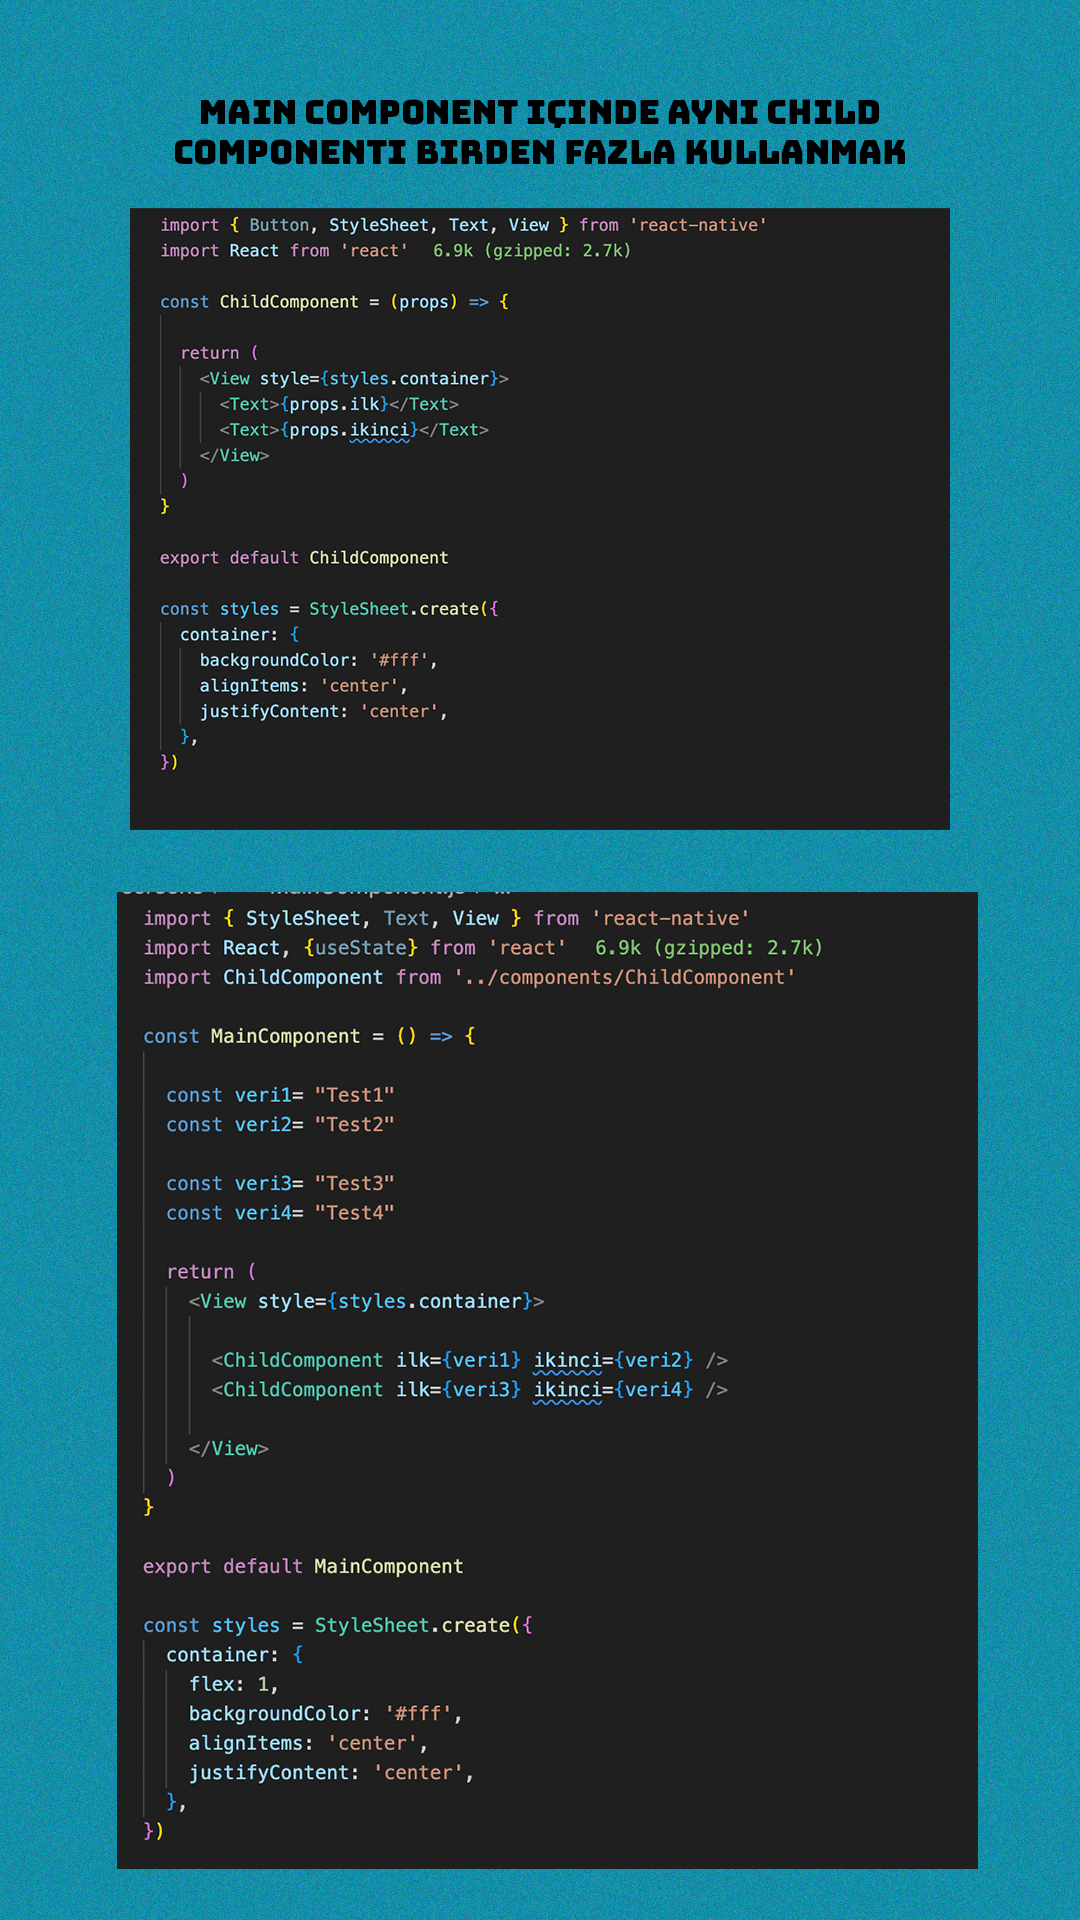 MAIN COMPONENT IÇINDE AYNI CHILD
COMPONENTI BIRDEN FAZLA KULLANMAK
import { Button, StyleSheet, Text, View } from 'react-native'
import React from 'react'   6.9k (gzipped: 2.7k)
const ChildComponent = (props) => {
return (
<View style={styles.container}>
<Text>{props.ilk}</Text>
<Text>{props.ikinci}</Text>
</View>
)
}
export default ChildComponent
const styles = StyleSheet.create({
container: {
backgroundColor: '#fff',
alignItems: 'center',
justifyContent: 'center',
},
})
import { StyleSheet, Text, View } from 'react-native'
import React, {useState} from 'react'   6.9k (gzipped: 2.7k)
import ChildComponent from '../components/ChildComponent'
const MainComponent = () => {
const veri1= "Test1"
const veri2= "Test2"
const veri3= "Test3"
const veri4= "Test4"
return (
<View style={styles.container}>
<ChildComponent ilk={veri1} ikinci={veri2} />
<ChildComponent ilk={veri3} ikinci={veri4} />
</View>
)
}
export default MainComponent
const styles = StyleSheet.create({
container: {
flex: 1,
backgroundColor: '#fff',
alignItems: 'center',
justifyContent: 'center',
},
})